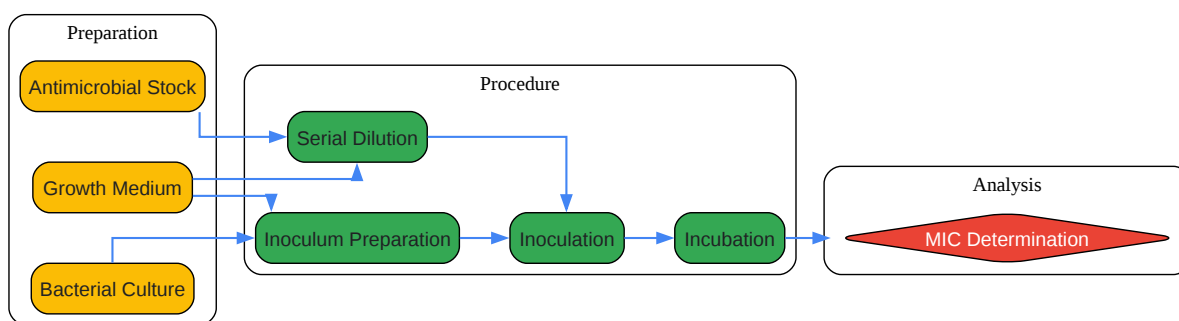 Preparation
Antimicrobial Stock
Growth Medium
Bacterial Culture
Procedure
Serial Dilution
Inoculum Preparation
Inoculation
Incubation
Analysis
MIC Determination